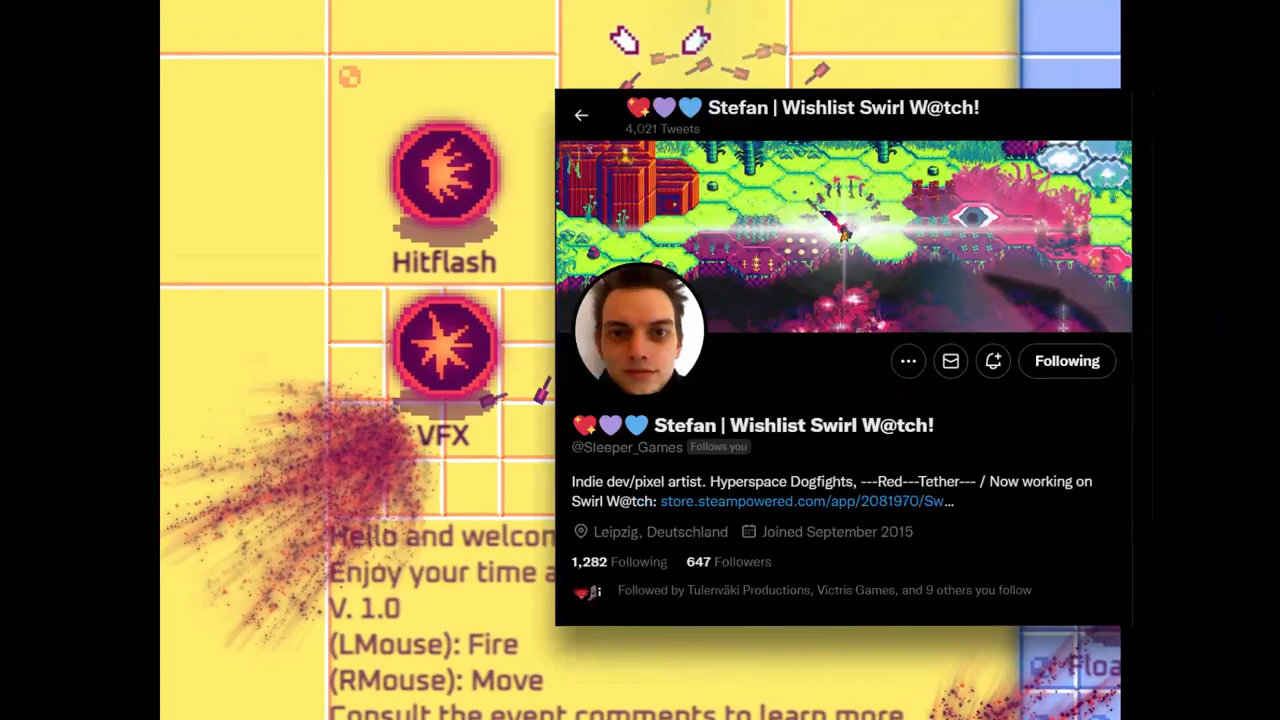 💖💜💙 Stefan | Wishlist Swirl W@tch!
4,021 Tweets
Hitflash
VFX
Following
💖💜💙 Stefan | Wishlist Swirl W@tch!
@Sleeper_Games Follows you
Indie dev/pixel artist. Hyperspace Dogfights, ---Red---Tether--- / Now working on
Swirl W@tch: store.steampowered.com/app/2081970/Sw…
Leipzig, Deutschland Joined September 2015
1,282 Following 647 Followers
Followed by Tulenväki Productions, Victris Games, and 9 others you follow
Hello and welcom
Enjoy your time a
V. 1.0
(LMouse): Fire
(RMouse): Move
Consult the event comments to learn more
Floa